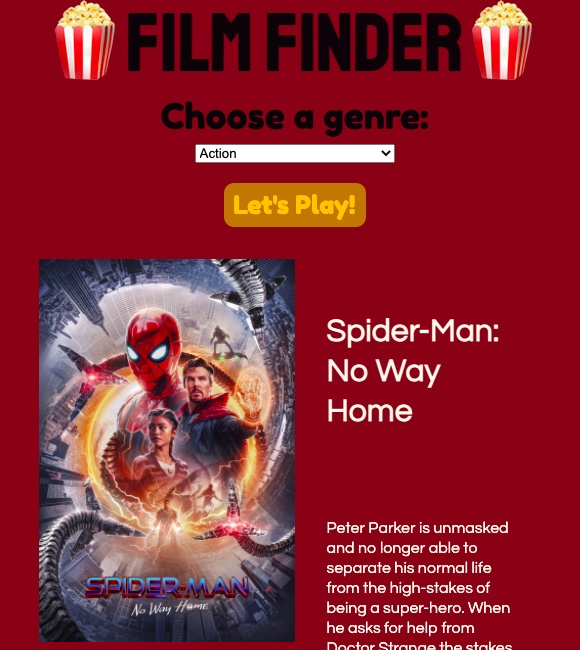 FILM FINDER
Choose a genre:
Action
Let's Play!
Spider-Man:
No Way
Home
SPIDER-MAN
No Way Home
Peter Parker is unmasked
and no longer able to
separate his normal life
from the high-stakes of
being a super-hero. When
he asks for help from
Doctor Strange the stakes